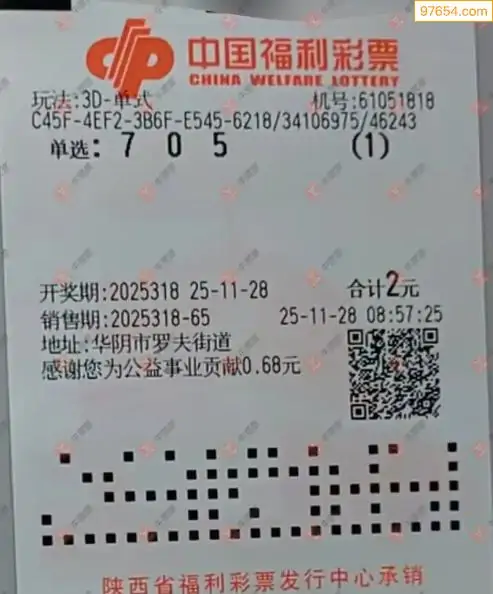 97654.com
中国福利彩票
CHINA WELFARE LOTTERY
玩法:3D-单式 机号:61051818
C45F-4EF2-3B6F-E545-6218/34106975/46243
单选: 7 0 5 (1)
开奖期:2025318 25-11-28 合计2元
销售期:2025318-65 25-11-28 08:57:25
地址:华阴市罗夫街道
感谢您为公益事业贡献0.68元
陕西省福利彩票发行中心承销